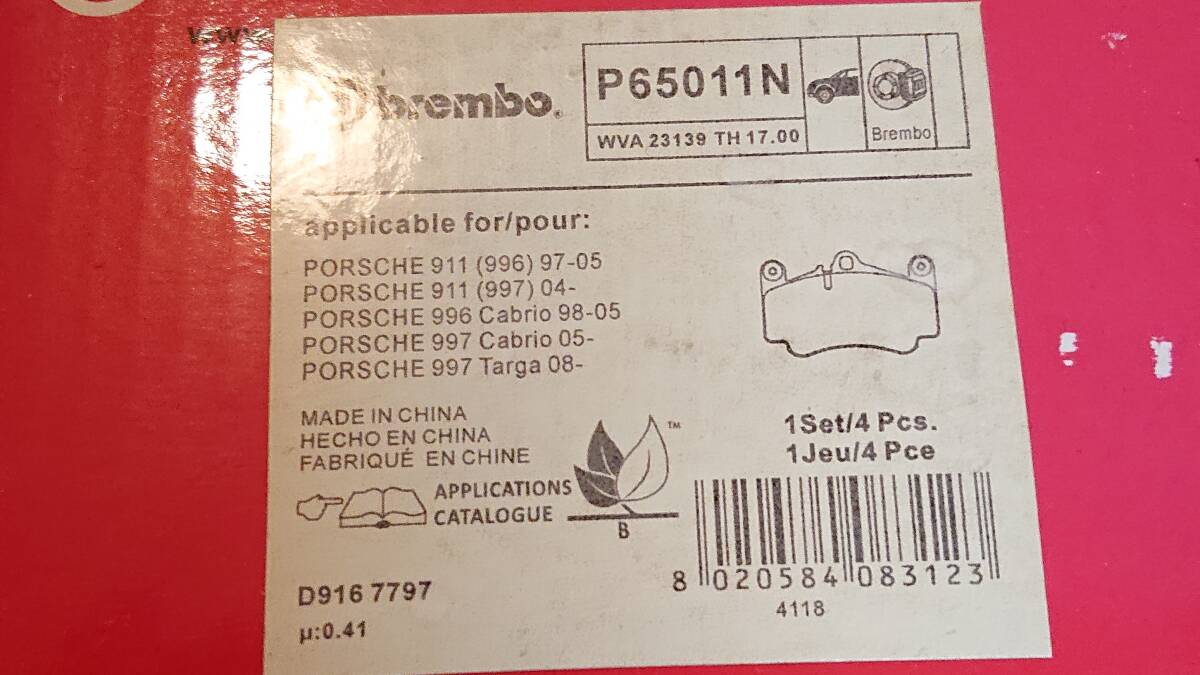 www
brembo.
P65011N
WVA 23139 TH 17.00
Brembo
applicable for/pour:
PORSCHE 911 (996) 97-05
PORSCHE 911 (997) 04-
PORSCHE 996 Cabrio 98-05
PORSCHE 997 Cabrio 05-
PORSCHE 997 Targa 08-
MADE IN CHINA
HECHO EN CHINA
FABRIQUÉ EN CHINE
APPLICATIONS
CATALOGUE
TM
B
1Set/4 Pcs.
1Jeu/4 Pce
8 020584 083123
4118
D916 7797
µ:0.41